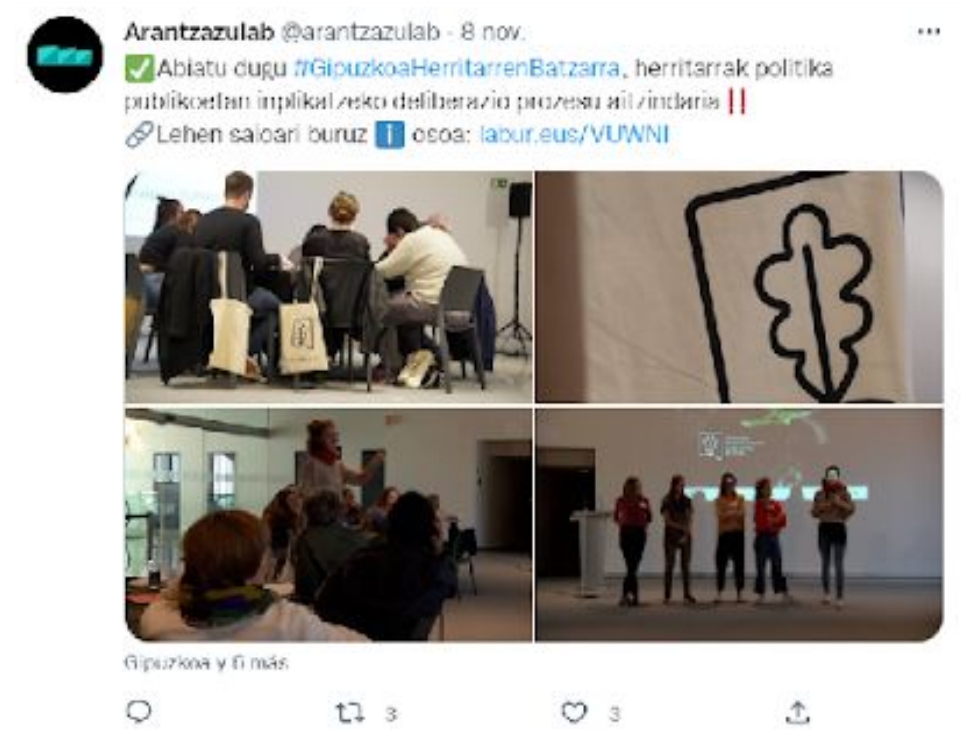 Arantzazulab @arantzazulab · 8 nov.
✅Abiatu dugu #GipuzkoaHerritarrenBatzarra, herritarrak politika
publikoetan inplikatzeko deliberazio prozesu aitzindaria‼️
🔗Lehen saioari buruz ℹ️ osoa: labur.eus/VUWNI
Gipuzkoa y 6 más
3
3